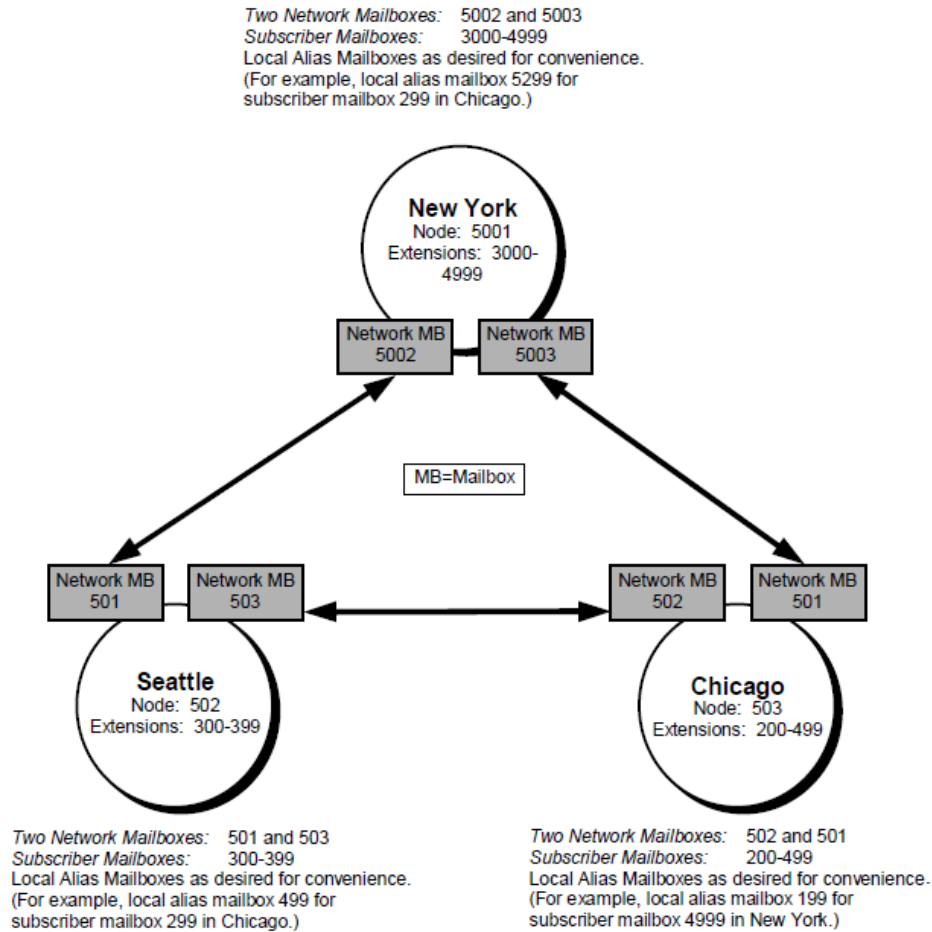 Two Network Mailboxes: 5002 and 5003
Subscriber Mailboxes: 3000-4999
Local Alias Mailboxes as desired for convenience.
(For example, local alias mailbox 5299 for
subscriber mailbox 299 in Chicago.)
New York
Node: 5001
Extensions: 3000-
4999
Network MB
5002
Network MB
5003
MB=Mailbox
Network MB
501
Network MB
503
Network MB
502
Network MB
501
Seattle
Node: 502
Extensions: 300-399
Chicago
Node: 503
Extensions: 200-499
Two Network Mailboxes: 501 and 503
Subscriber Mailboxes: 300-399
Local Alias Mailboxes as desired for convenience.
(For example, local alias mailbox 499 for
subscriber mailbox 299 in Chicago.)
Two Network Mailboxes: 502 and 501
Subscriber Mailboxes: 200-499
Local Alias Mailboxes as desired for convenience.
(For example, local alias mailbox 199 for
subscriber mailbox 4999 in New York.)